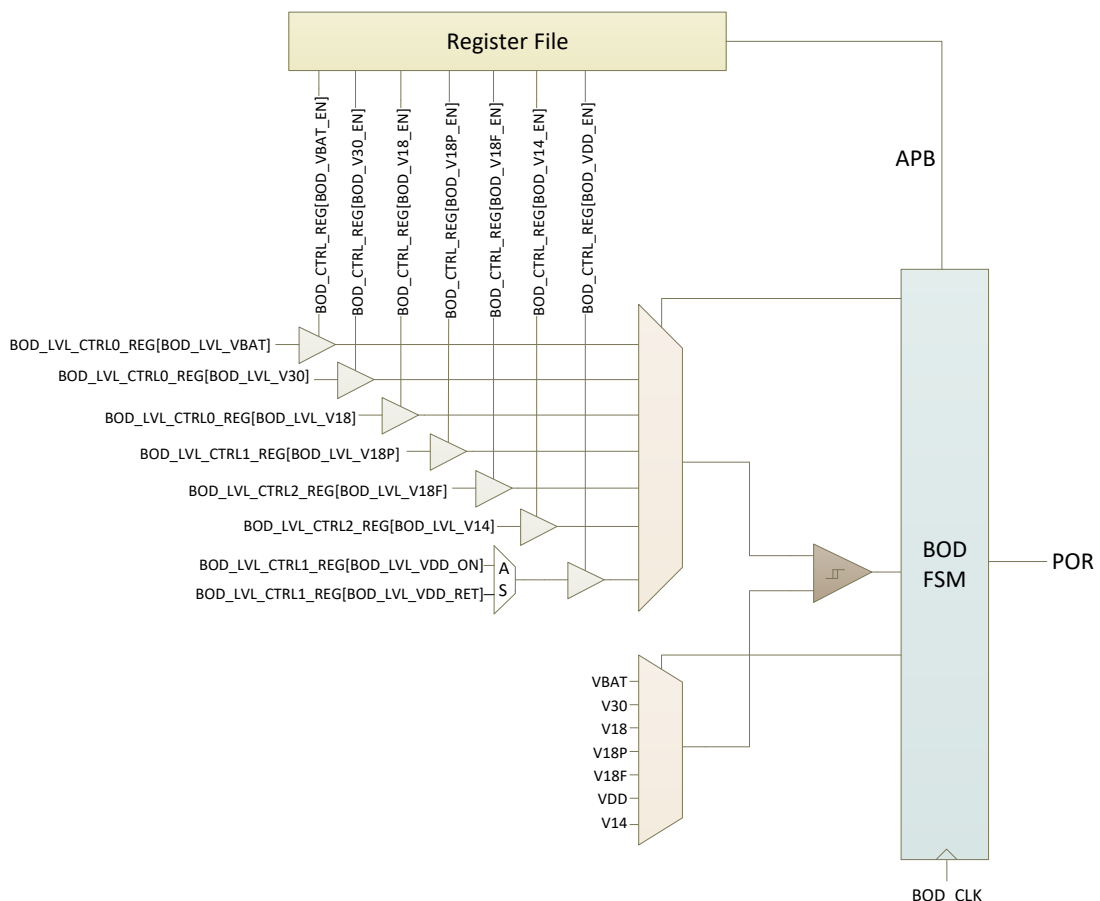 Register File
BOD_CTRL_REG[BOD_VBAT_EN]
BOD_CTRL_REG[BOD_V30_EN]
BOD_CTRL_REG[BOD_V18_EN]
BOD_CTRL_REG[BOD_V18P_EN]
BOD_CTRL_REG[BOD_V18F_EN]
BOD_CTRL_REG[BOD_V14_EN]
BOD_CTRL_REG[BOD_VDD_EN]
APB
BOD_LVL_CTRL0_REG[BOD_LVL_VBAT]
BOD_LVL_CTRL0_REG[BOD_LVL_V30]
BOD_LVL_CTRL0_REG[BOD_LVL_V18]
BOD_LVL_CTRL1_REG[BOD_LVL_V18P]
BOD_LVL_CTRL2_REG[BOD_LVL_V18F]
BOD_LVL_CTRL2_REG[BOD_LVL_V14]
BOD_LVL_CTRL1_REG[BOD_LVL_VDD_ON]
BOD_LVL_CTRL1_REG[BOD_LVL_VDD_RET]
A
S
BOD
FSM
POR
VBAT
V30
V18
V18P
V18F
VDD
V14
BOD_CLK